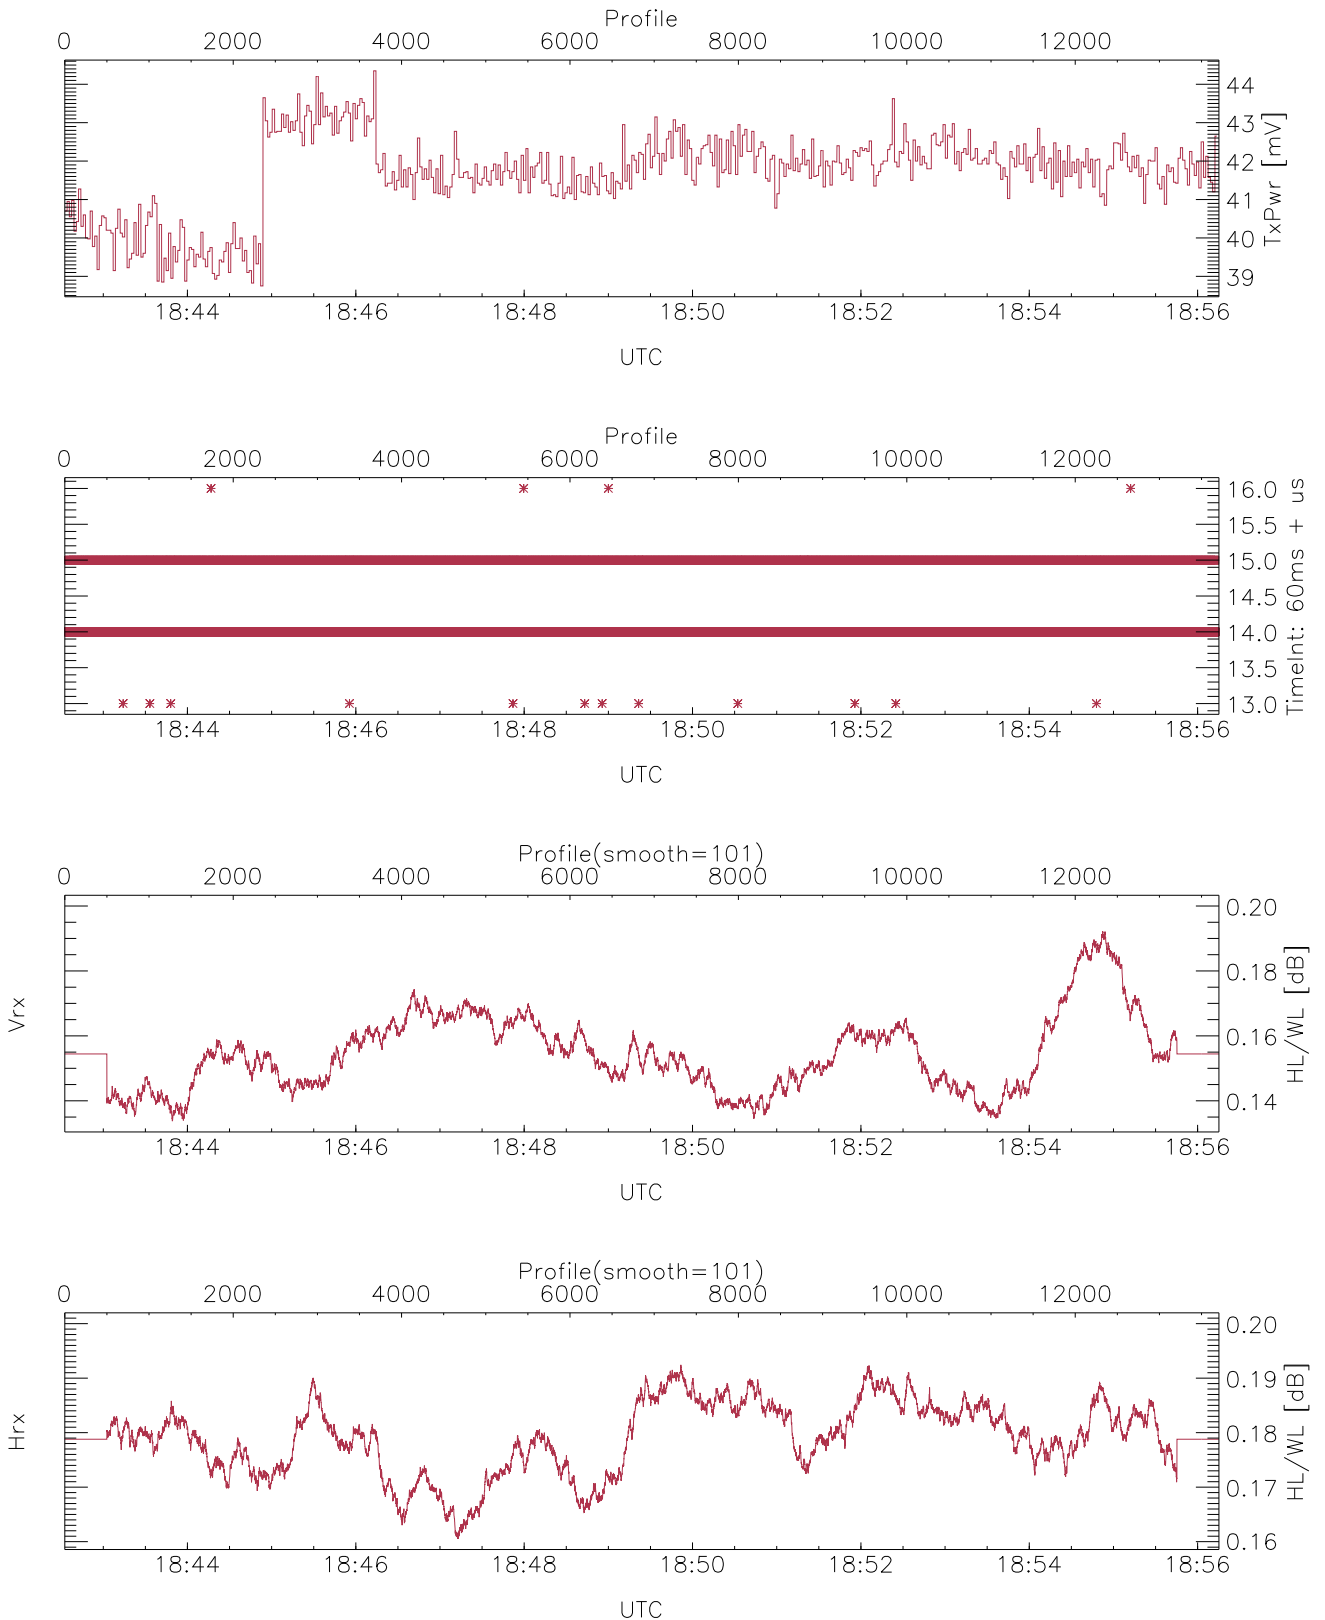 Profile
0 2000 4000 6000 8000 10000 12000
44
43
42
41
40
39
TxPwr [mV]
18:44 18:46 18:48 18:50 18:52 18:54 18:56
UTC
Profile
0 2000 4000 6000 8000 10000 12000
16.0
15.5
15.0
14.5
14.0
13.5
13.0
TimeInt: 60ms + us
18:44 18:46 18:48 18:50 18:52 18:54 18:56
UTC
Profile(smooth=101)
0 2000 4000 6000 8000 10000 12000
Vrx
0.20
0.18
0.16
0.14
HL/WL [dB]
18:44 18:46 18:48 18:50 18:52 18:54 18:56
UTC
Profile(smooth=101)
0 2000 4000 6000 8000 10000 12000
Hrx
0.20
0.19
0.18
0.17
0.16
HL/WL [dB]
18:44 18:46 18:48 18:50 18:52 18:54 18:56
UTC